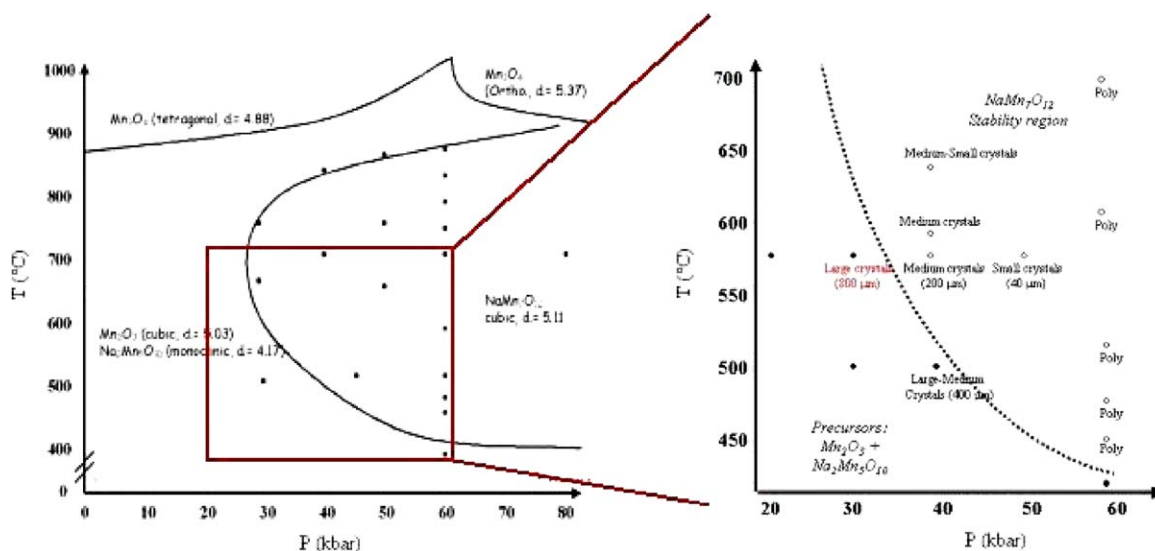 1000
900
800
700
600
500
400
0
T (°C)
0
10
20
30
40
50
60
70
80
P (kbar)
(tetragonal, d= 4.88)
(Ortho., d= 5.37)
cubic, d= 5.11
(cubic, d= 5.03)
(monoclinic, d= 4.17)
700
650
600
550
500
450
T (°C)
20
30
40
50
60
P (kbar)
NaMn₇O₁₂
Stability region
Poly
Medium-Small crystals
Medium crystals
Poly
Large crystals
(800 μm)
Medium crystals
(200 μm)
Small crystals
(40 μm)
Poly
Large-Medium
Crystals (400 μm)
Poly
Poly
Precursors:
Mn₂O₃ +
Na₂Mn₅O₁₀